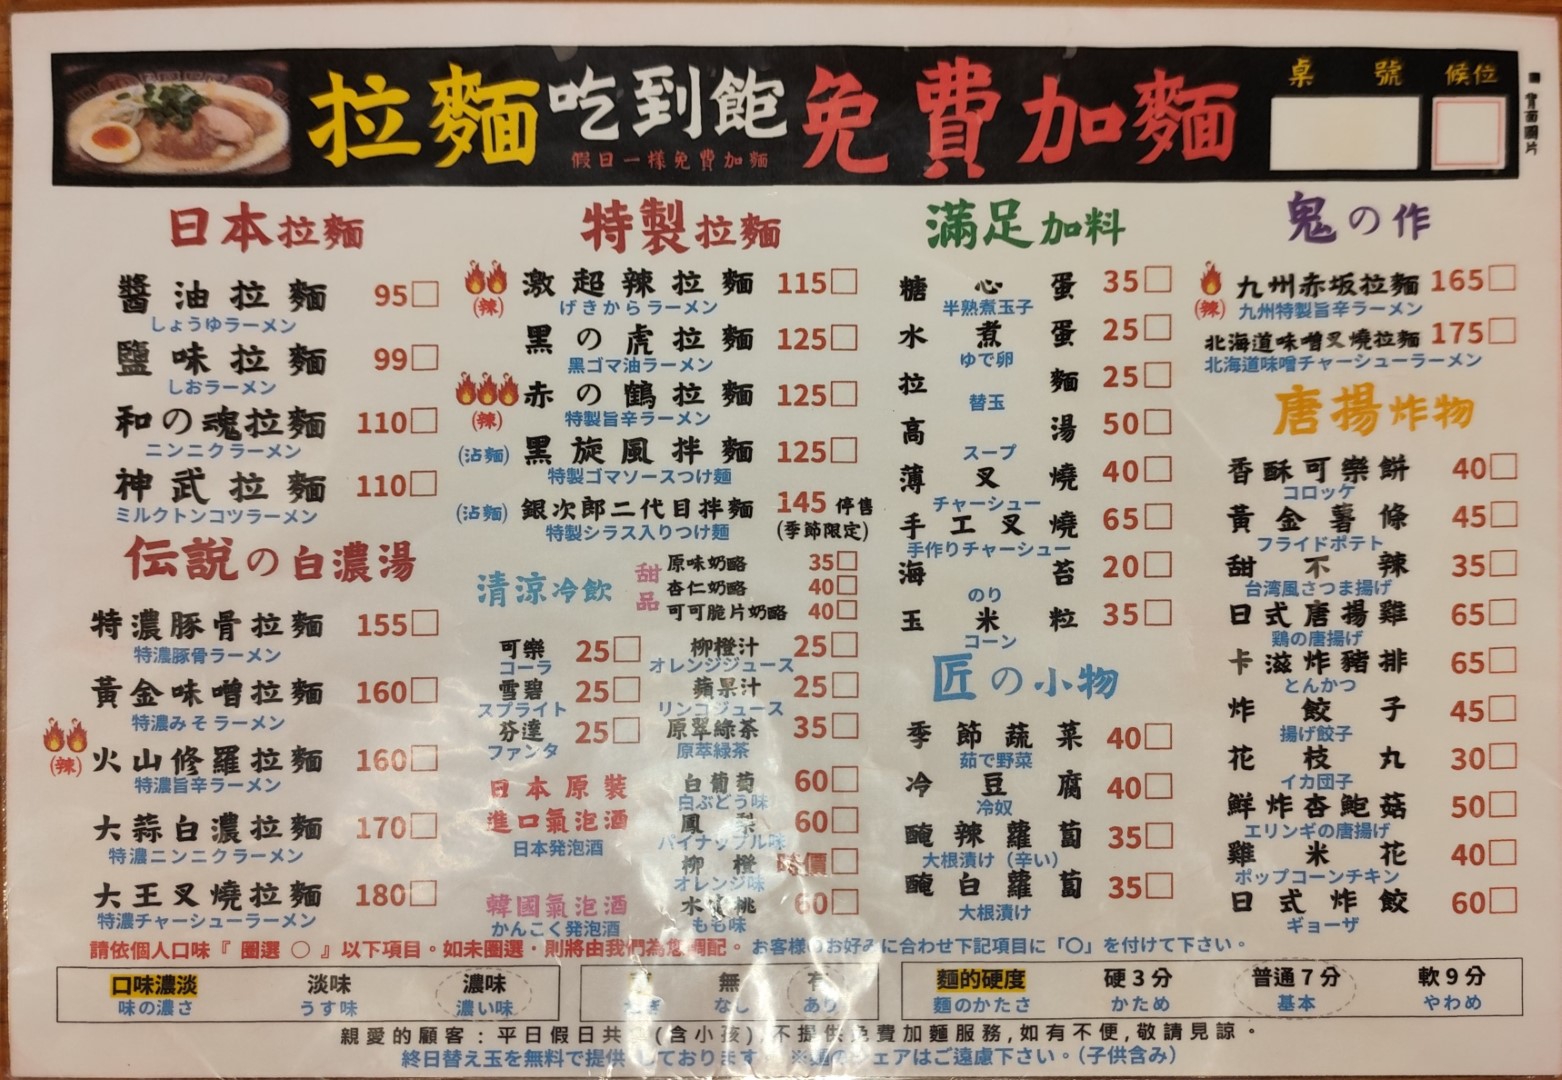 拉麵吃到飽免費加麵
假日一樣免費加麵
桌號 候位
日本拉麵
醬油拉麵 95□
しょうゆラーメン
鹽味拉麵 99□
しおラーメン
和の魂拉麵 110□
ニンニクラーメン
神武拉麵 110□
ミルクトンコツラーメン
伝説の白濃湯
特濃豚骨拉麵 155□
特濃豚骨ラーメン
黃金味噌拉麵 160□
特濃みそラーメン
(辣) 火山修羅拉麵 160□
特濃旨辛ラーメン
大蒜白濃拉麵 170□
特濃ニンニクラーメン
大王叉燒拉麵 180□
特濃チャーシューラーメン
特製拉麵
(辣) 激超辣拉麵 115□
げきからラーメン
黑の虎拉麵 125□
黒ゴマ油ラーメン
(辣) 赤の鶴拉麵 125□
特製旨辛ラーメン
(沾麵) 黑旋風拌麵 125□
特製ゴマソースつけ麺
(沾麵) 銀次郎二代目拌麵 145 停售
特製シラス入りつけ麺 (季節限定)
甜品
原味奶酪 35□
杏仁奶酪 40□
可可脆片奶酪 40□
清涼冷飲
可樂 25□
コーラ
雪碧 25□
スプライト
芬達 25□
ファンタ
柳橙汁 25□
オレンジジュース
蘋果汁 25□
リンゴジュース
原翠綠茶 35□
原萃緑茶
日本原裝
進口氣泡酒
日本発泡酒
白葡萄 60□
白ぶどう味
鳳梨 60□
パイナップル味
柳橙 時價□
オレンジ味
韓國氣泡酒
かんこく発泡酒
水蜜桃 60□
もも味
滿足加料
糖心蛋 35□
半熟煮玉子
水煮蛋 25□
ゆで卵
拉麵 25□
替玉
高湯 50□
スープ
薄叉燒 40□
チャーシュー
手工叉燒 65□
手作りチャーシュー
海苔 20□
のり
玉米粒 35□
コーン
匠の小物
季節蔬菜 40□
茹で野菜
冷豆腐 40□
冷奴
醃辣蘿蔔 35□
大根漬け（辛い）
醃白蘿蔔 35□
大根漬け
鬼の作
(辣) 九州赤坂拉麵 165□
九州特製旨辛ラーメン
北海道味噌叉燒拉麵 175□
北海道味噌チャーシューラーメン
唐揚炸物
香酥可樂餅 40□
コロッケ
黃金薯條 45□
フライドポテト
甜不辣 35□
台湾風さつま揚げ
日式唐揚雞 65□
鶏の唐揚げ
卡滋炸豬排 65□
とんかつ
炸餃子 45□
揚げ餃子
花枝丸 30□
イカ団子
鮮炸杏鮑菇 50□
エリンギの唐揚げ
雞米花 40□
ポップコーンチキン
日式炸餃 60□
ギョーザ
請依個人口味『 圈選 ○ 』以下項目。如未圈選，則將由我們為您調配。 お客様のお好みに合わせ下記項目に「〇」を付けて下さい。
口味濃淡 淡味 濃味
味の濃さ うす味 濃い味
無 有
なし あり
麵的硬度 硬3分 普通7分 軟9分
麺のかたさ かため 基本 やわめ
親愛的顧客：平日假日共 (含小孩) 不提供免費加麵服務,如有不便,敬請見諒。
終日替え玉を無料で提供しております ェアはご遠慮下さい。（子供含み）